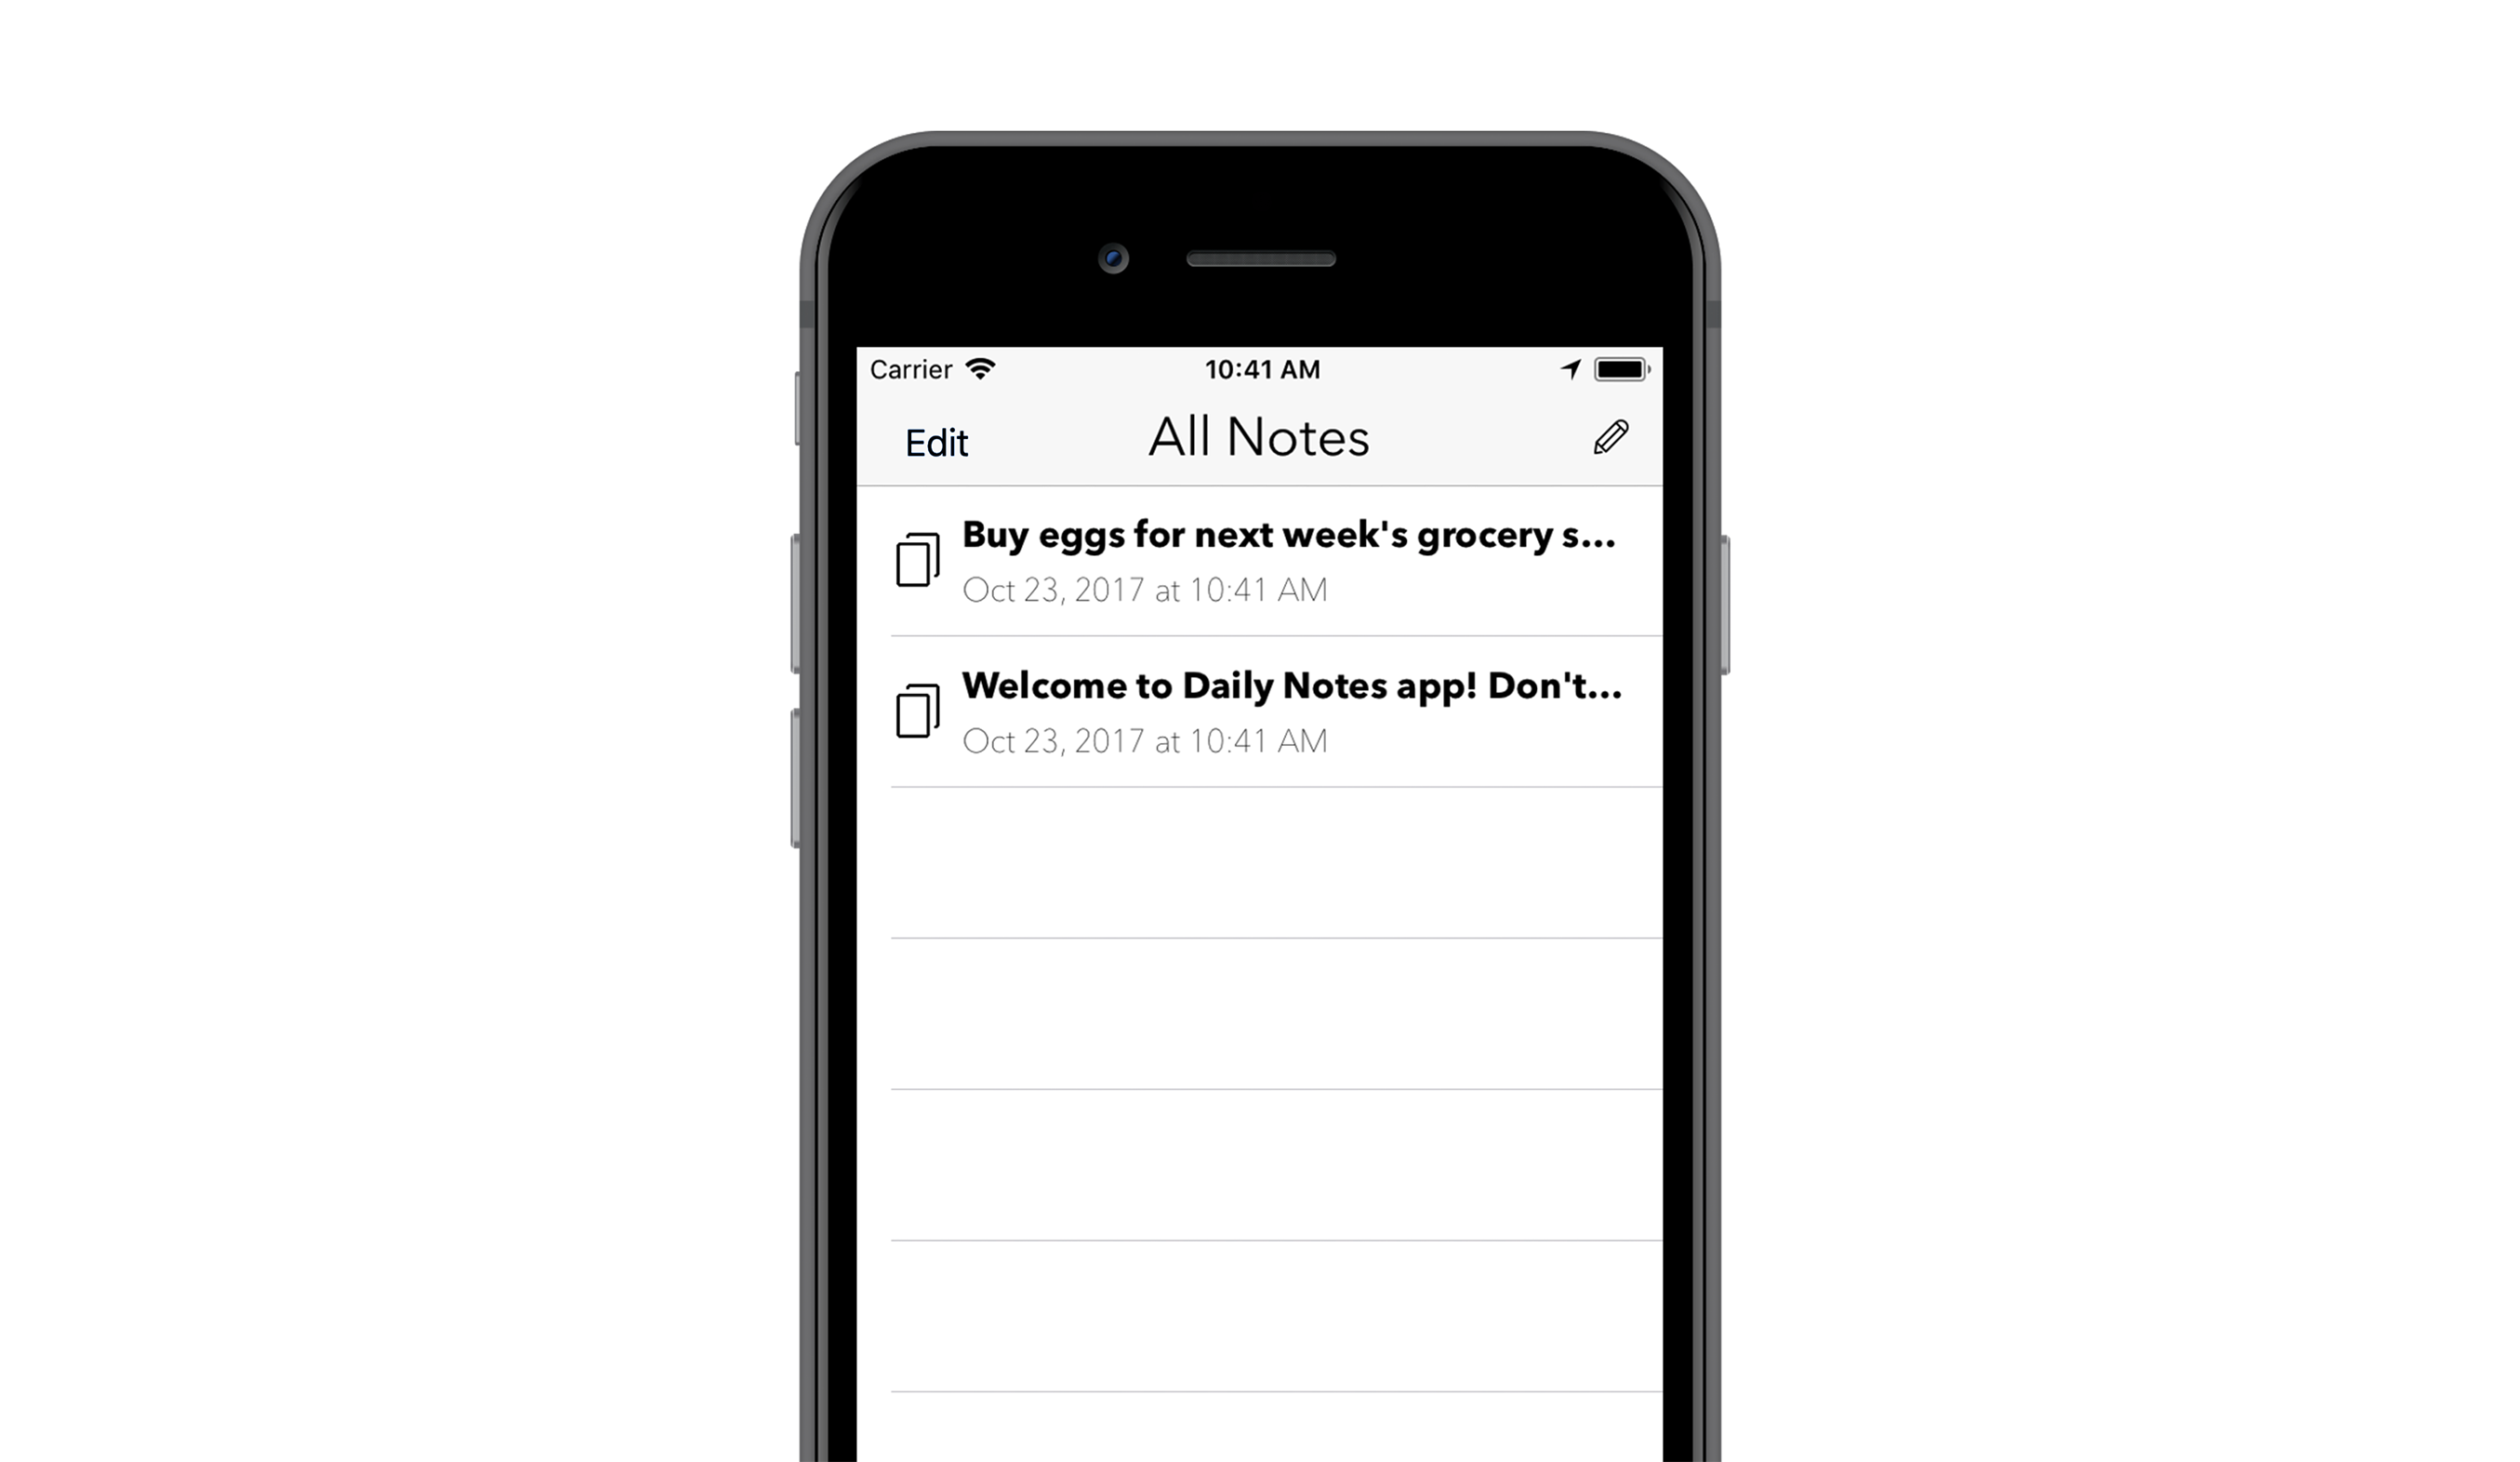 Carrier 10:41 AM
Edit All Notes
Buy eggs for next week's grocery s...
Oct 23, 2017 at 10:41 AM
Welcome to Daily Notes app! Don't...
Oct 23, 2017 at 10:41 AM